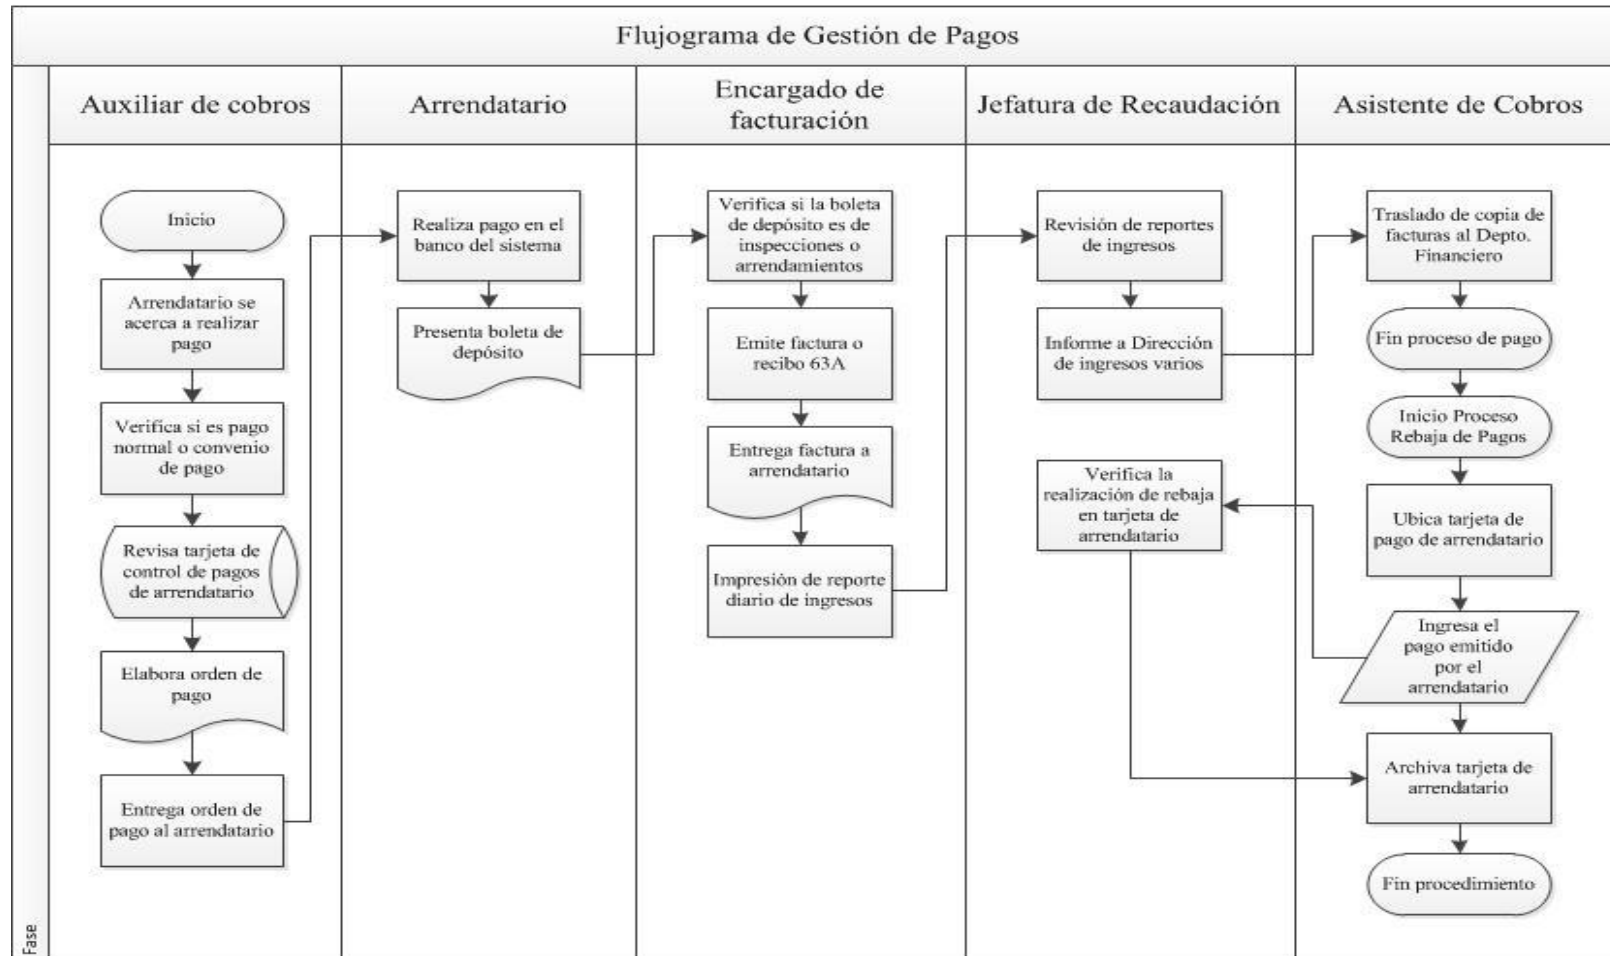 Flujograma de Gestión de Pagos
Auxiliar de cobros
Arrendatario
Encargado de
facturación
Jefatura de Recaudación
Asistente de Cobros
Inicio
Arrendatario se
acerca a realizar
pago
Verifica si es pago
normal o convenio
de pago
Revisa tarjeta de
control de pagos
de arrendatario
Elabora orden de
pago
Entrega orden de
pago al arrendatario
Realiza pago en el
banco del sistema
Presenta boleta de
depósito
Verifica si la boleta
de depósito es de
inspecciones o
arrendamientos
Emite factura o
recibo 63A
Entrega factura a
arrendatario
Impresión de reporte
diario de ingresos
Revisión de reportes
de ingresos
Informe a Dirección
de ingresos varios
Verifica la
realización de rebaja
en tarjeta de
arrendatario
Traslado de copia de
facturas al Depto.
Financiero
Fin proceso de pago
Inicio Proceso
Rebaja de Pagos
Ubica tarjeta de
pago de arrendatario
Ingresa el
pago emitido
por el
arrendatario
Archiva tarjeta de
arrendatario
Fin procedimiento
Fase